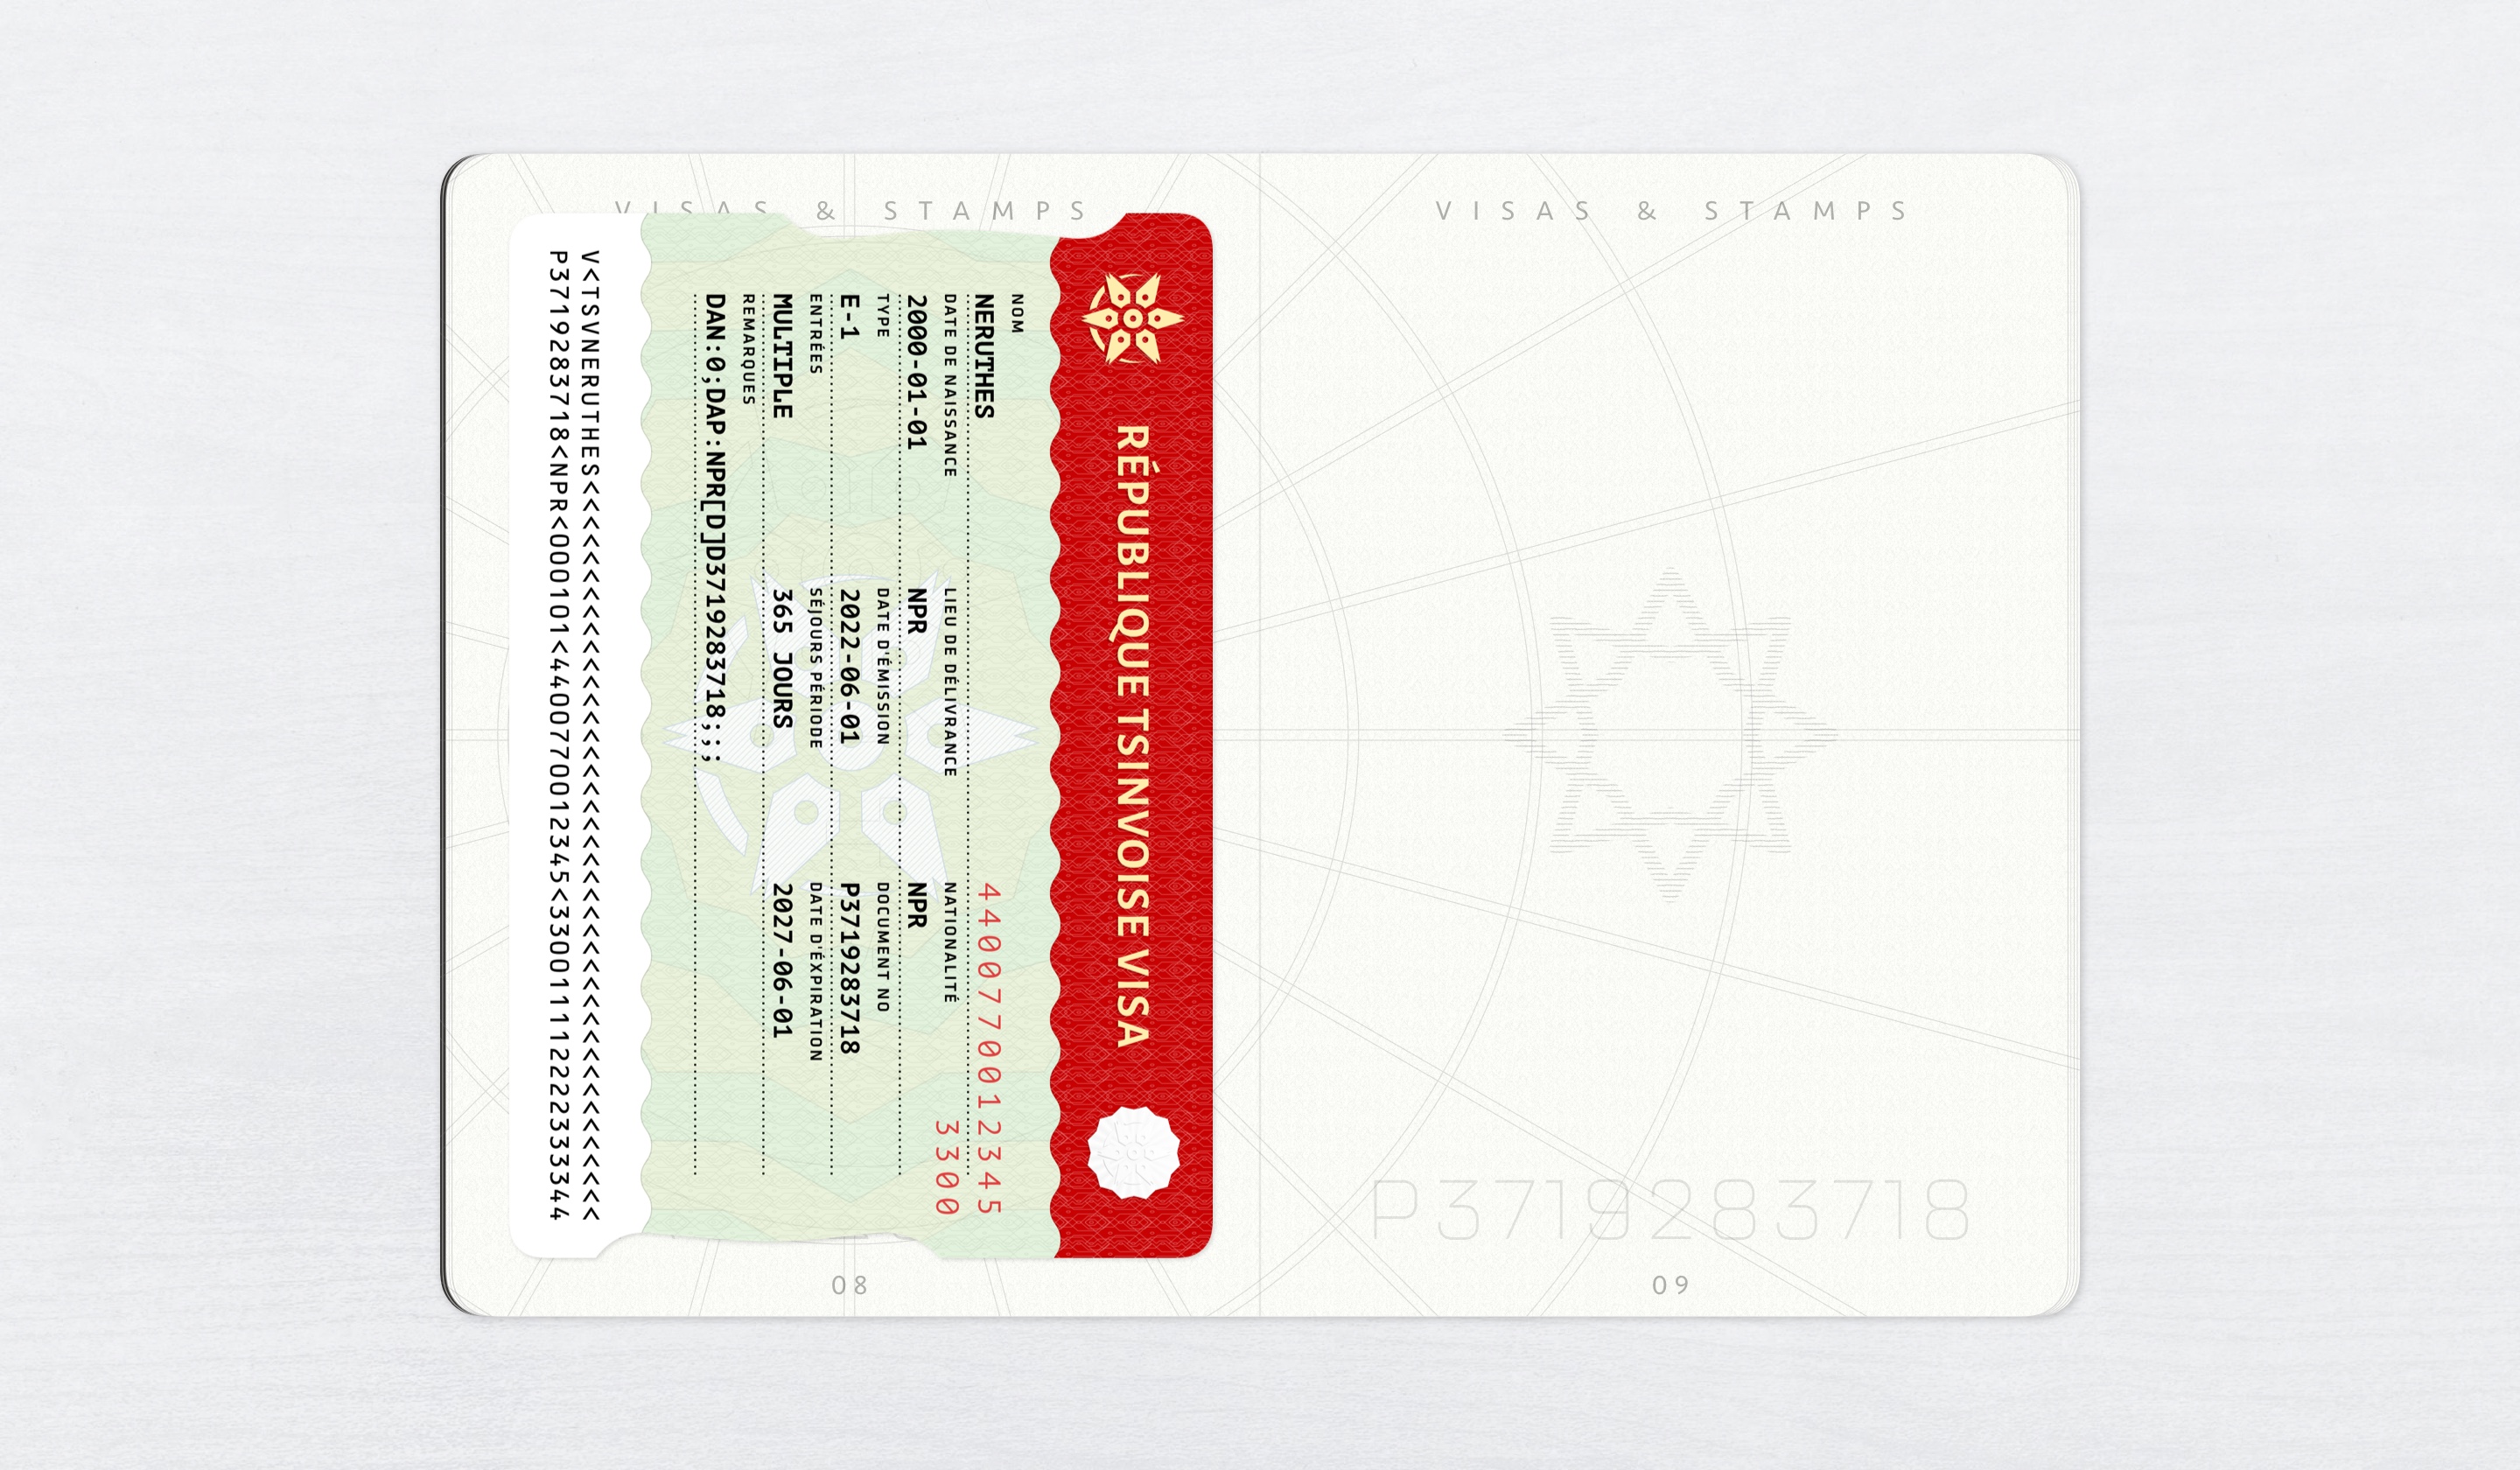 VISAS & STAMPS
RÉPUBLIQUE TSINVOISE VISA
NOM
NERUTHES
4400770012345
3300
DATE DE NAISSANCE
2000-01-01
LIEU DE DÉLIVRANCE
NPR
NATIONALITÉ
NPR
TYPE
E-1
DATE D'ÉMISSION
2022-06-01
DOCUMENT NO
P3719283718
ENTRÉES
MULTIPLE
SÉJOURS PÉRIODE
365 JOURS
DATE D'ÉXPIRATION
2027-06-01
REMARQUES
DAN:0;DAP:NPR[D]D3719283718;;;
V<TSVNERUTHES<<<<<<<<<<<<<<<<<<<<<<<<<<<<<<<<<<<<<<<<<<
P3719283718<NPR<000101<4400770012345<33001111222233344
08
VISAS & STAMPS
P3719283718
09